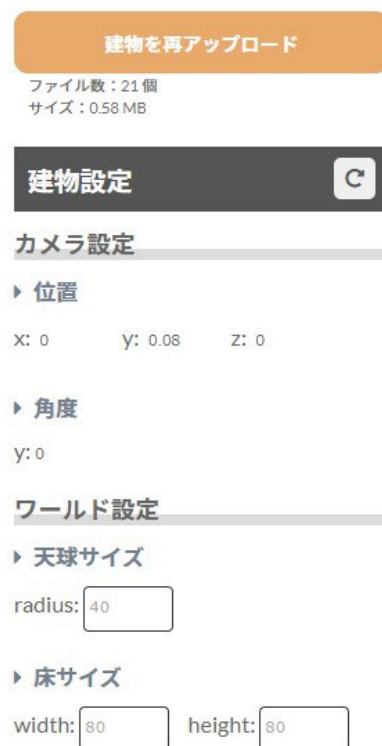 建物を再アップロード
ファイル数：21個
サイズ：0.58 MB
建物設定
カメラ設定
位置
x: 0 y: 0.08 z: 0
角度
y: 0
ワールド設定
天球サイズ
radius: 40
床サイズ
width: 80 height: 80